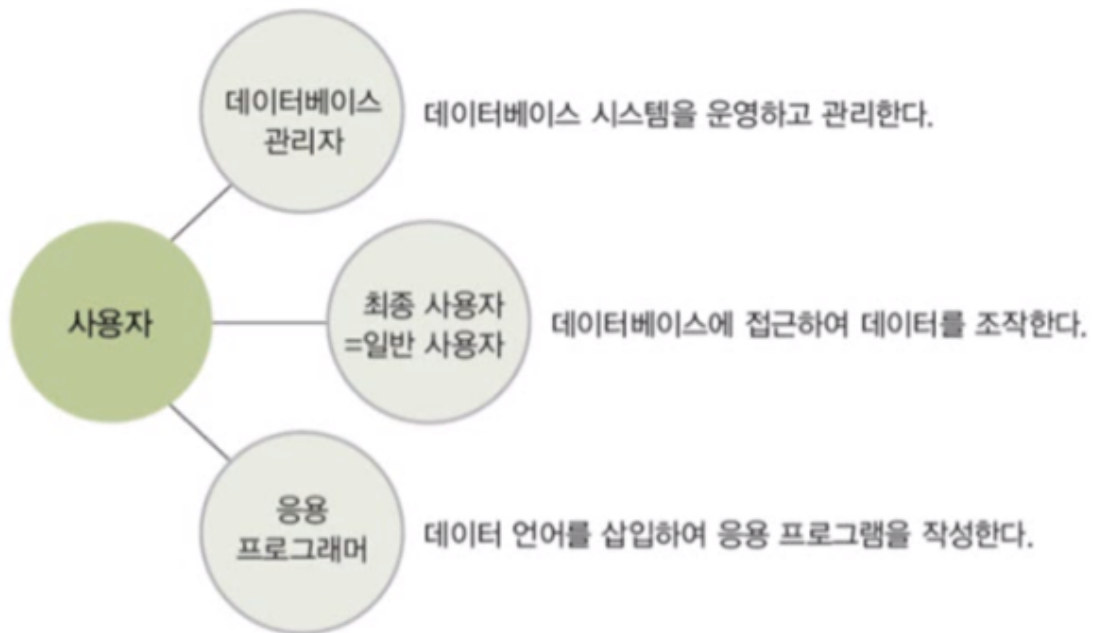 데이터베이스
관리자
데이터베이스 시스템을 운영하고 관리한다.
사용자
최종 사용자
=일반 사용자
데이터베이스에 접근하여 데이터를 조작한다.
응용
프로그래머
데이터 언어를 삽입하여 응용 프로그램을 작성한다.